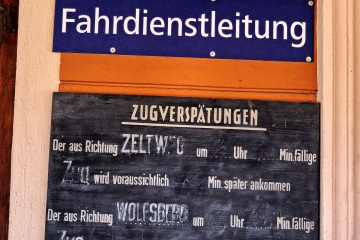 Fahrdienstleitung
ZUGVERSPÄTUNGEN
Der aus Richtung ZELTWEG um Uhr Min.fällige
Zug wird voraussichtlich Min. später ankommen
Der aus Richtung WOLFSBERG um Uhr Min.fällige
Zug